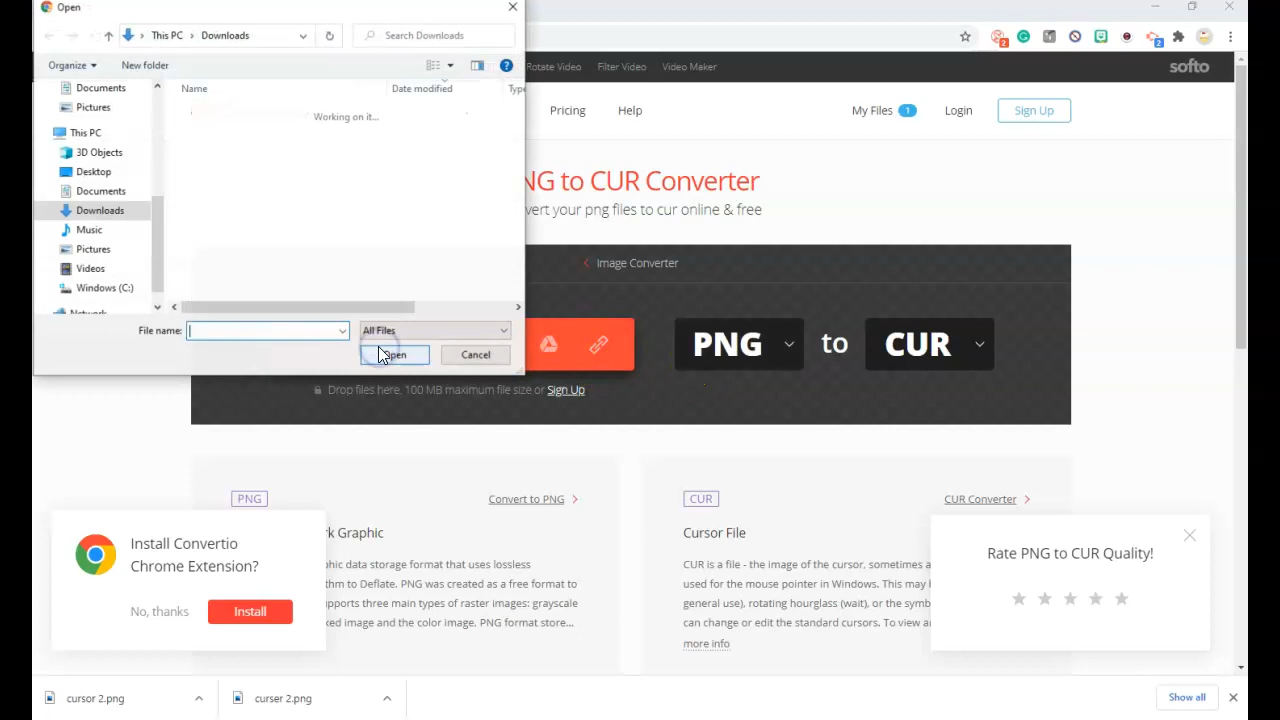 Open
This PC
Downloads
Search Downloads
Organize
New folder
Name
Date modified
Documents
Pictures
Working on it...
This PC
3D Objects
Desktop
Documents
Downloads
Music
Pictures
Videos
Windows (C:)
File name:
All Files
Open
Cancel
2
2
Rotate Video
Filter Video
Video Maker
softo
Pricing
Help
My Files 1
Login
Sign Up
NG to CUR Converter
vert your png files to cur online & free
Image Converter
PNG
to
CUR
Drop files here. 100 MB maximum file size or Sign Up
PNG
Convert to PNG
rk Graphic
phic data storage format that uses lossless
thm to Deflate. PNG was created as a free format to
upports three main types of raster images: grayscale
xed image and the color image. PNG format store...
CUR
CUR Converter
Cursor File
CUR is a file - the image of the cursor, sometimes a
used for the mouse pointer in Windows. This may b
general use), rotating hourglass (wait), or the symb
can change or edit the standard cursors. To view an
more info
Install Convertio
Chrome Extension?
No, thanks
Install
Rate PNG to CUR Quality!
cursor 2.png
curser 2.png
Show all